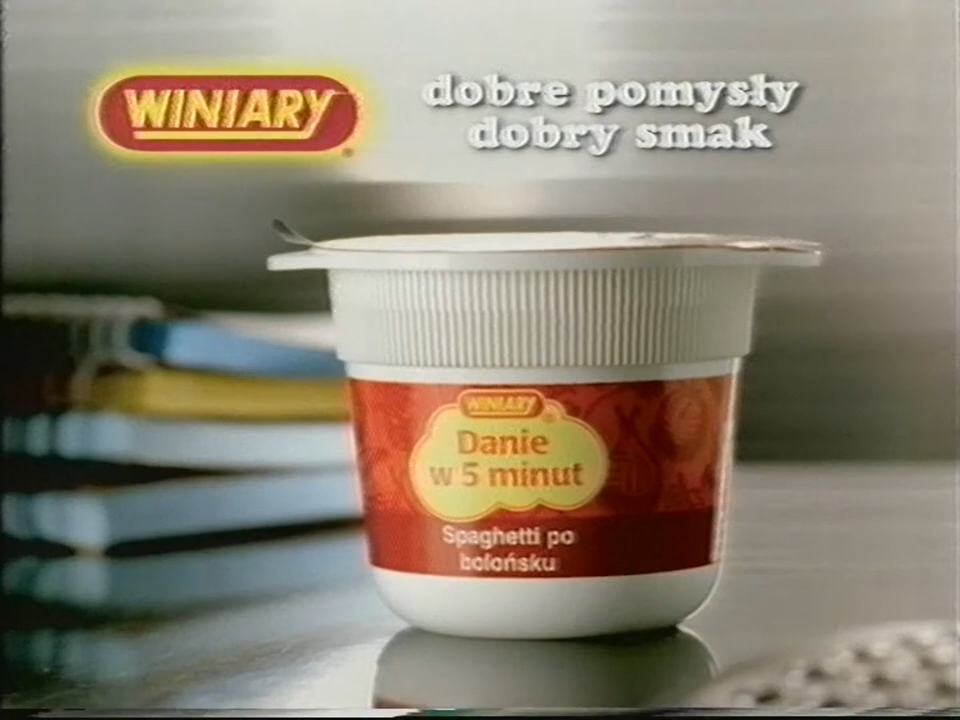 WINIARY
dobre pomysły
dobry smak
WINIARY
Danie
w 5 minut
Spaghetti po
bolońsku